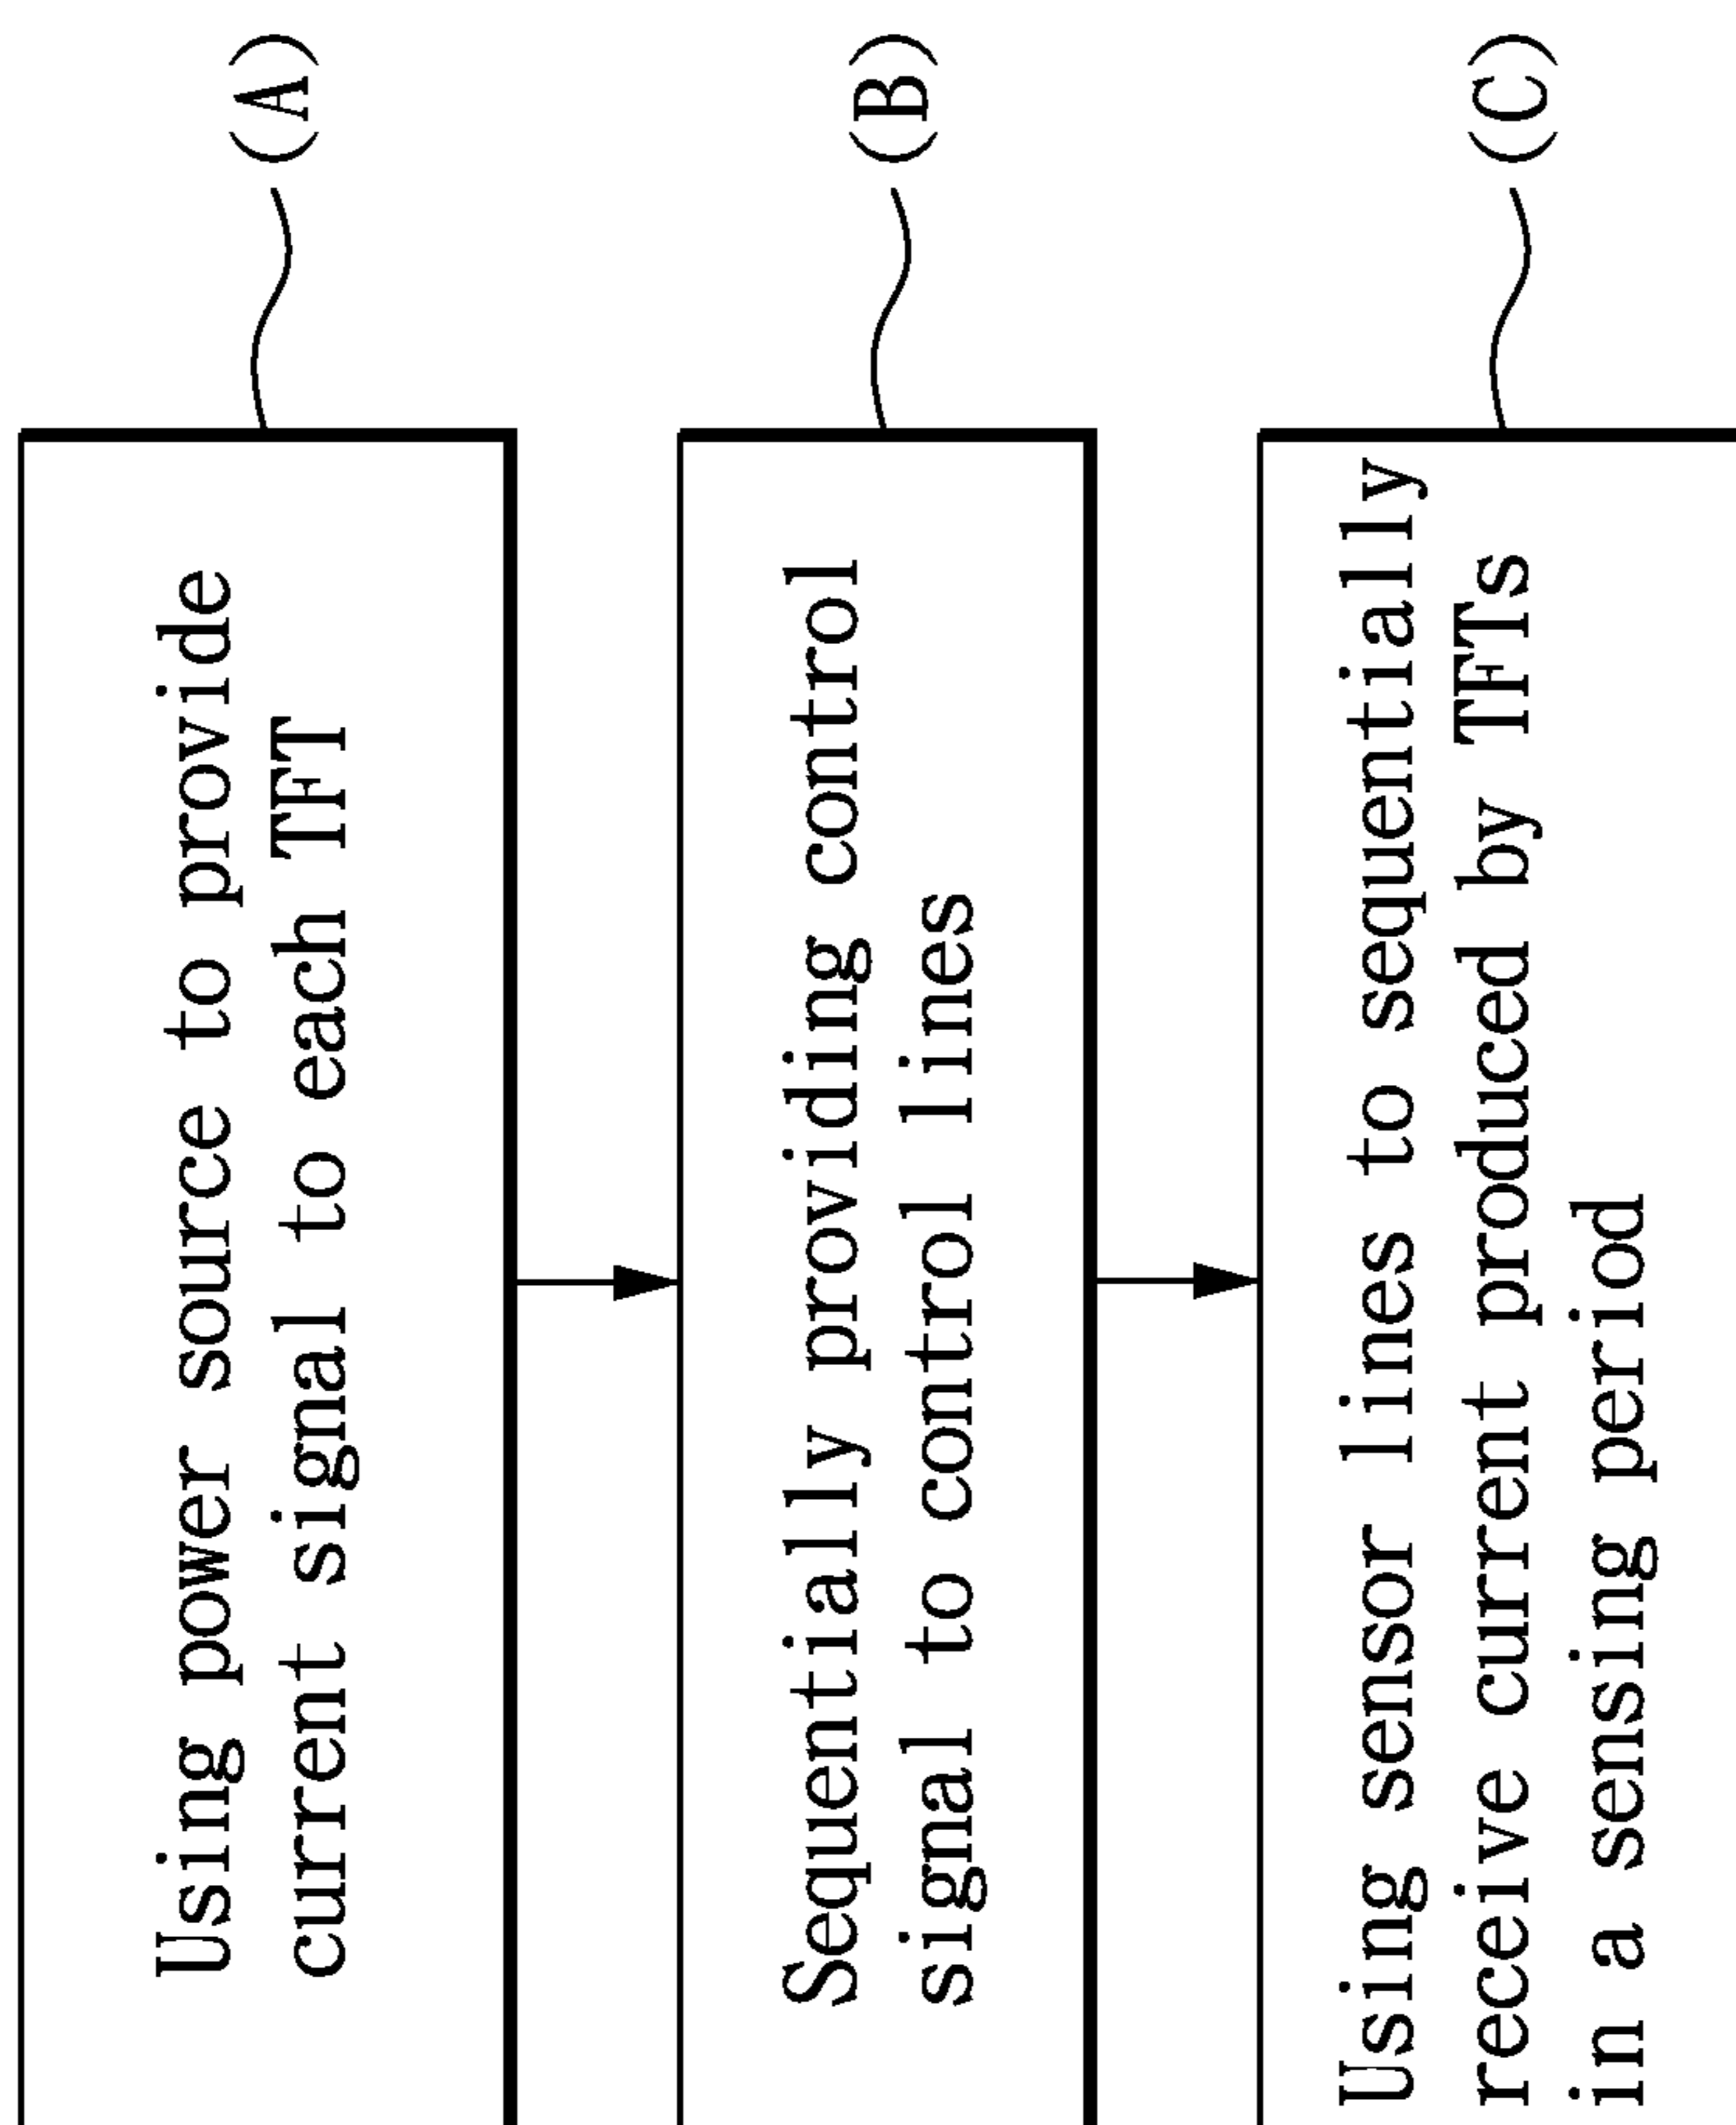 Using power source to provide
current signal to each TFT
(A)
Sequentially providing control
signal to control lines
(B)
Using sensor lines to sequentially
receive current produced by TFTs
in a sensing period
(C)